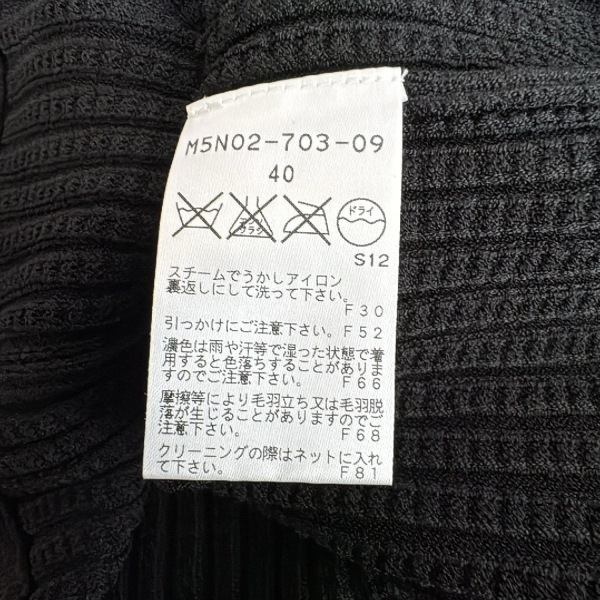 M5N02-703-09
40
エンソ
サラシ
ドライ
S12
スチームでうかしアイロン
裏返しにして洗って下さい。
F30
引っかけにご注意下さい。F52
濃色は雨や汗等で湿った状態で着
用すると色落ちすることがありま
すのでご注意下さい。 F66
摩擦等により毛羽立ち又は毛羽脱
落が生じることがありますのでご
注意下さい。 F68
クリーニングの際はネットに入れ
て下さい。 F81